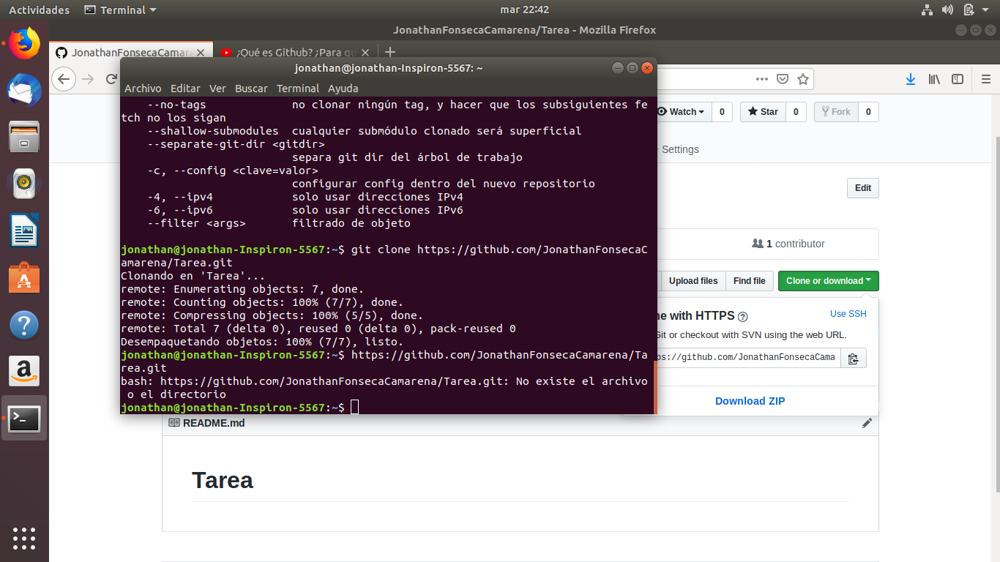 Actividades Terminal mar 22:42
JonathanFonsecaCamarena/Tarea - Mozilla Firefox
JonathanFonsecaCamare ¿Qué es Github? ¿Para qu
jonathan@jonathan-Inspiron-5567: ~
Archivo Editar Ver Buscar Terminal Ayuda
--no-tags no clonar ningún tag, y hacer que los subsiguientes fe
tch no los sigan
--shallow-submodules cualquier submódulo clonado será superficial
--separate-git-dir <gitdir>
separa git dir del árbol de trabajo
-c, --config <clave=valor>
configurar config dentro del nuevo repositorio
-4, --ipv4 solo usar direcciones IPv4
-6, --ipv6 solo usar direcciones IPv6
--filter <args> filtrado de objeto
jonathan@jonathan-Inspiron-5567:~$ git clone https://github.com/JonathanFonsecaC
amarena/Tarea.git
Clonando en 'Tarea'...
remote: Enumerating objects: 7, done.
remote: Counting objects: 100% (7/7), done.
remote: Compressing objects: 100% (5/5), done.
remote: Total 7 (delta 0), reused 0 (delta 0), pack-reused 0
Desempaquetando objetos: 100% (7/7), listo.
jonathan@jonathan-Inspiron-5567:~$ https://github.com/JonathanFonsecaCamarena/Ta
rea.git
bash: https://github.com/JonathanFonsecaCamarena/Tarea.git: No existe el archivo
o el directorio
jonathan@jonathan-Inspiron-5567:~$
Watch 0 Star 0 Fork 0
Settings
Edit
1 contributor
Upload files Find file Clone or download
ne with HTTPS Use SSH
Git or checkout with SVN using the web URL.
ps://github.com/JonathanFonsecaCama
Download ZIP
README.md
Tarea